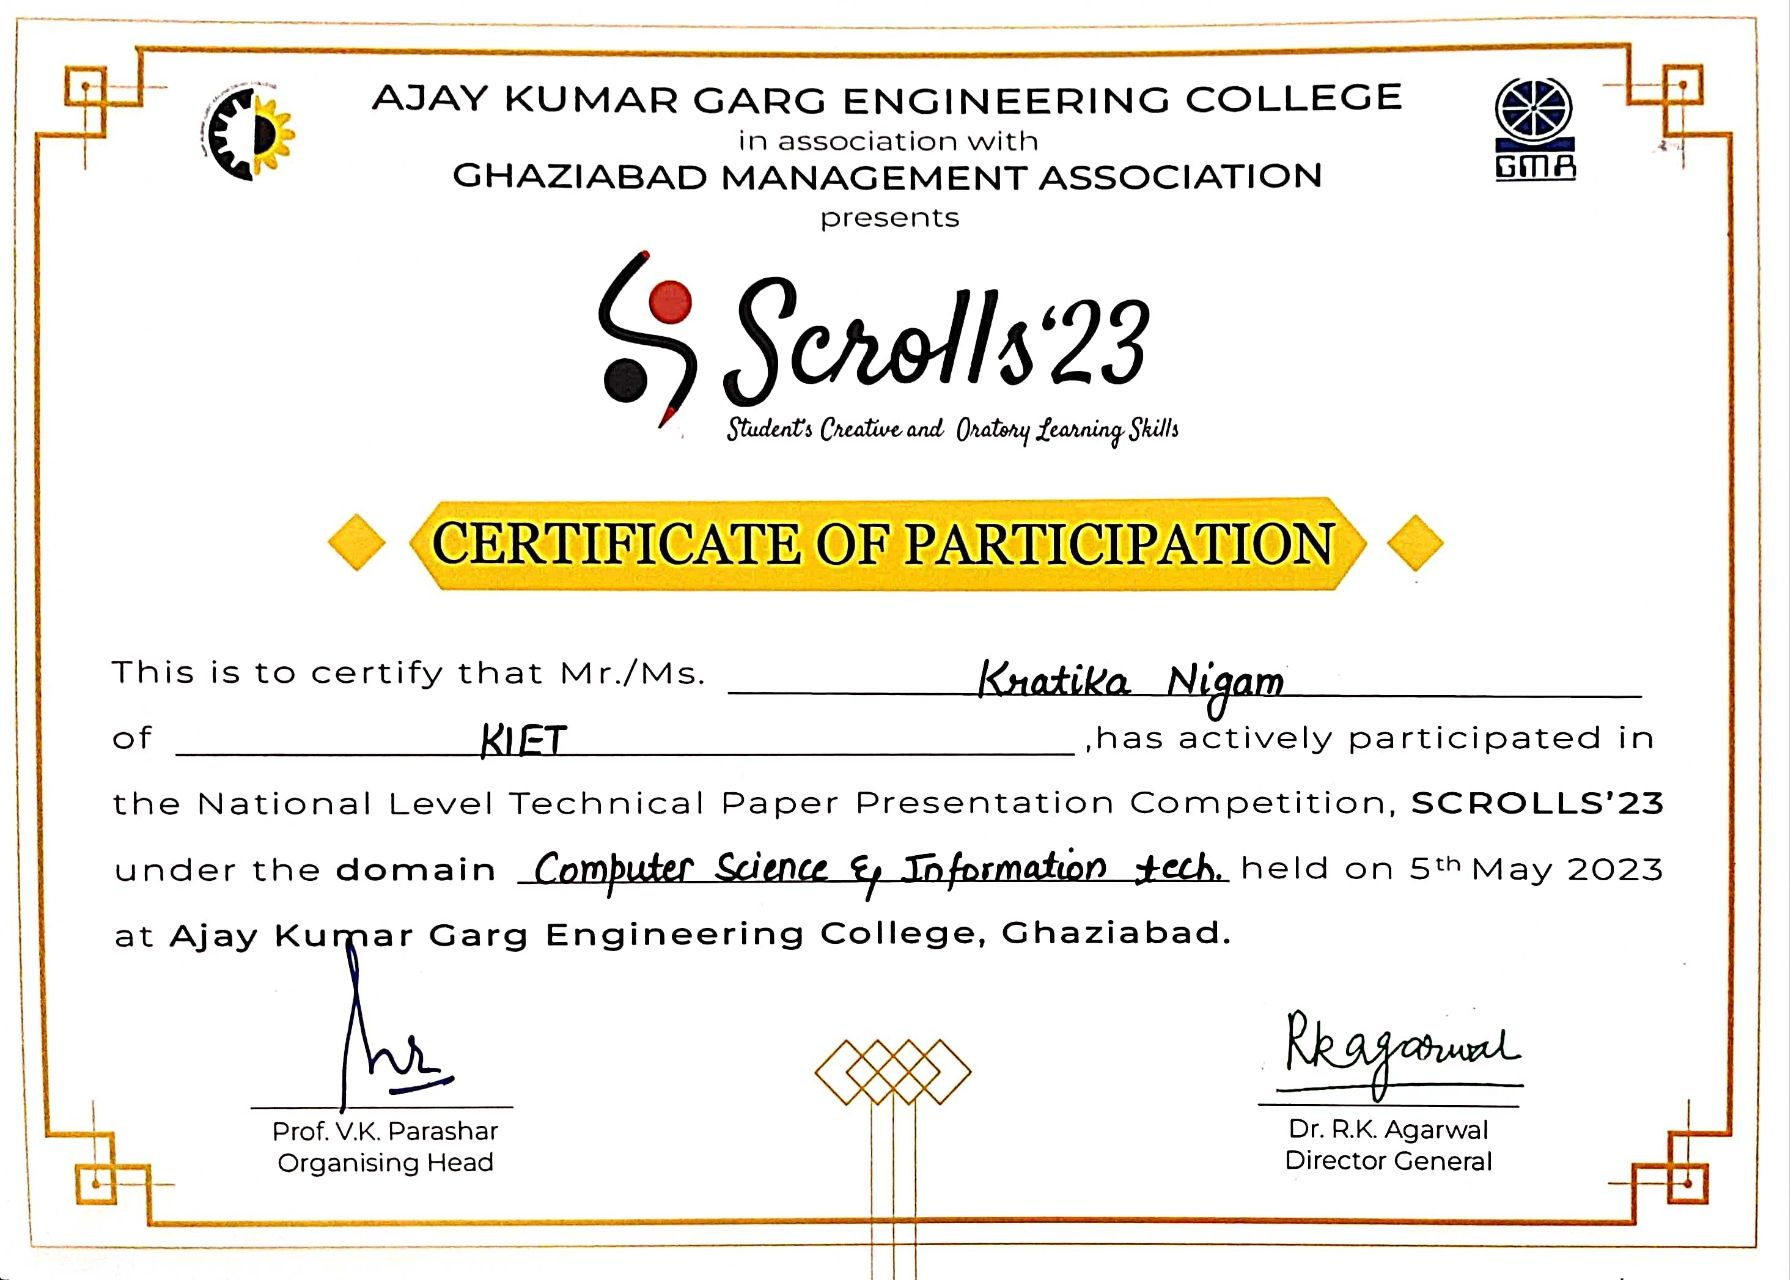 AJAY KUMAR GARG ENGINEERING COLLEGE
in association with
GHAZIABAD MANAGEMENT ASSOCIATION
presents
GMA
Scrolls‘23
Student's Creative and Oratory Learning Skills
CERTIFICATE OF PARTICIPATION
This is to certify that Mr./Ms. Kratika Nigam
of KIET ,has actively participated in
the National Level Technical Paper Presentation Competition, SCROLLS’23
under the domain Computer Science & Information tech. held on 5th May 2023
at Ajay Kumar Garg Engineering College, Ghaziabad.
Rkagarwal
Prof. V.K. Parashar
Organising Head
Dr. R.K. Agarwal
Director General